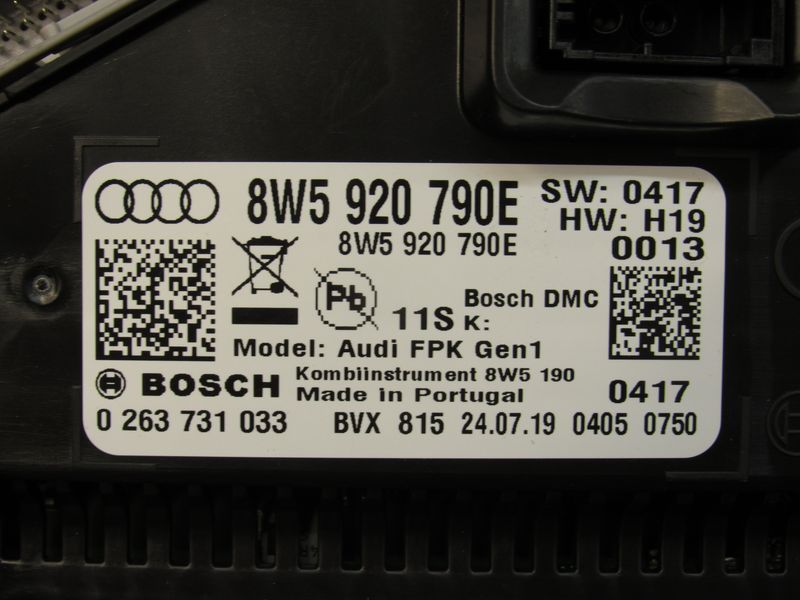 8W5 920 790E
SW: 0417
HW: H19
8W5 920 790E
0013
Pb
11S K:
Bosch DMC
Model: Audi FPK Gen1
BOSCH
Kombiinstrument 8W5 190
Made in Portugal
0417
0 263 731 033
BVX 815 24.07.19 0405 0750